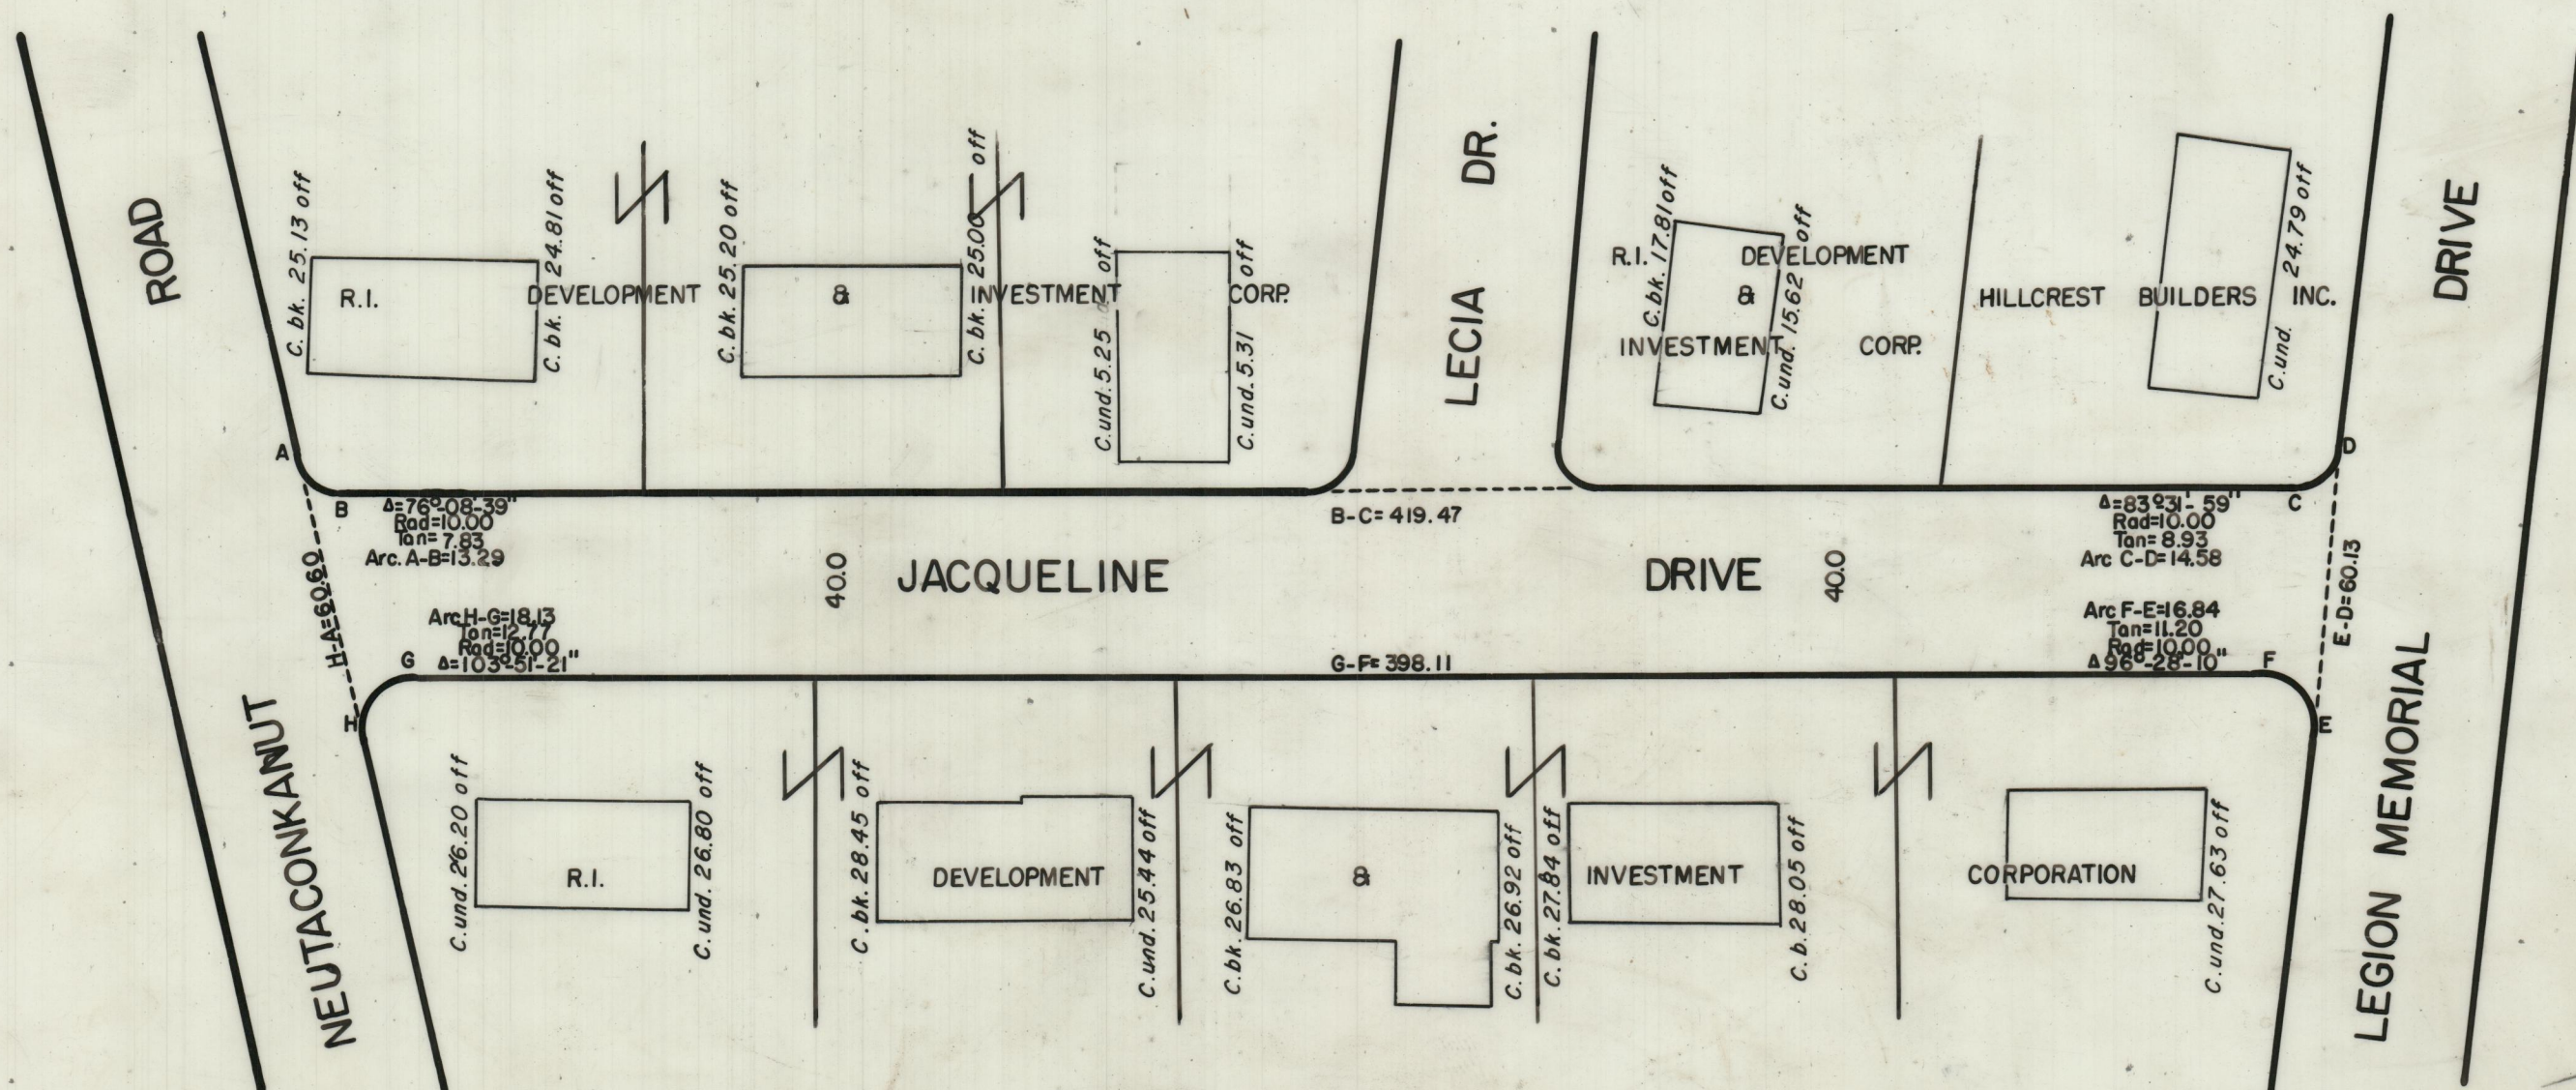 ROAD
C. bk. 25.13 off
R.I. DEVELOPMENT & INVESTMENT CORP.
C. bk. 24.81 off
C. bk. 25.20 off
C. bk. 25.00 off
C.und. 5.25 off
C.und. 5.31 off
LECIA DR.
C.bk. 17.81 off
R.I. DEVELOPMENT
&
INVESTMENT CORP.
C.und. 15.62 off
HILLCREST BUILDERS INC.
C.und. 24.79 off
DRIVE
A
B
Δ=76°-08'-39"
Rad=10.00
Tan=7.83
Arc. A-B=13.29
H-A=60.60
B-C=419.47
D
C
Δ=83°-31'-59"
Rad=10.00
Tan=8.93
Arc C-D=14.58
E-D=60.13
40.0
JACQUELINE DRIVE
40.0
Arc H-G=18.13
Tan=12.77
Rad=10.00
Δ=103°-51'-21"
G
H
G-F=398.11
Arc F-E=16.84
Tan=11.20
Rad=10.00
Δ 96°-28'-10"
F
E
NEUTACONKANUT
C.und. 26.20 off
R.I. DEVELOPMENT & INVESTMENT CORPORATION
C.und. 26.80 off
C.bk. 28.45 off
C.und. 25.44 off
C.bk. 26.83 off
C.bk. 26.92 off
C.bk. 27.84 off
C.b. 28.05 off
C.und. 27.63 off
LEGION MEMORIAL